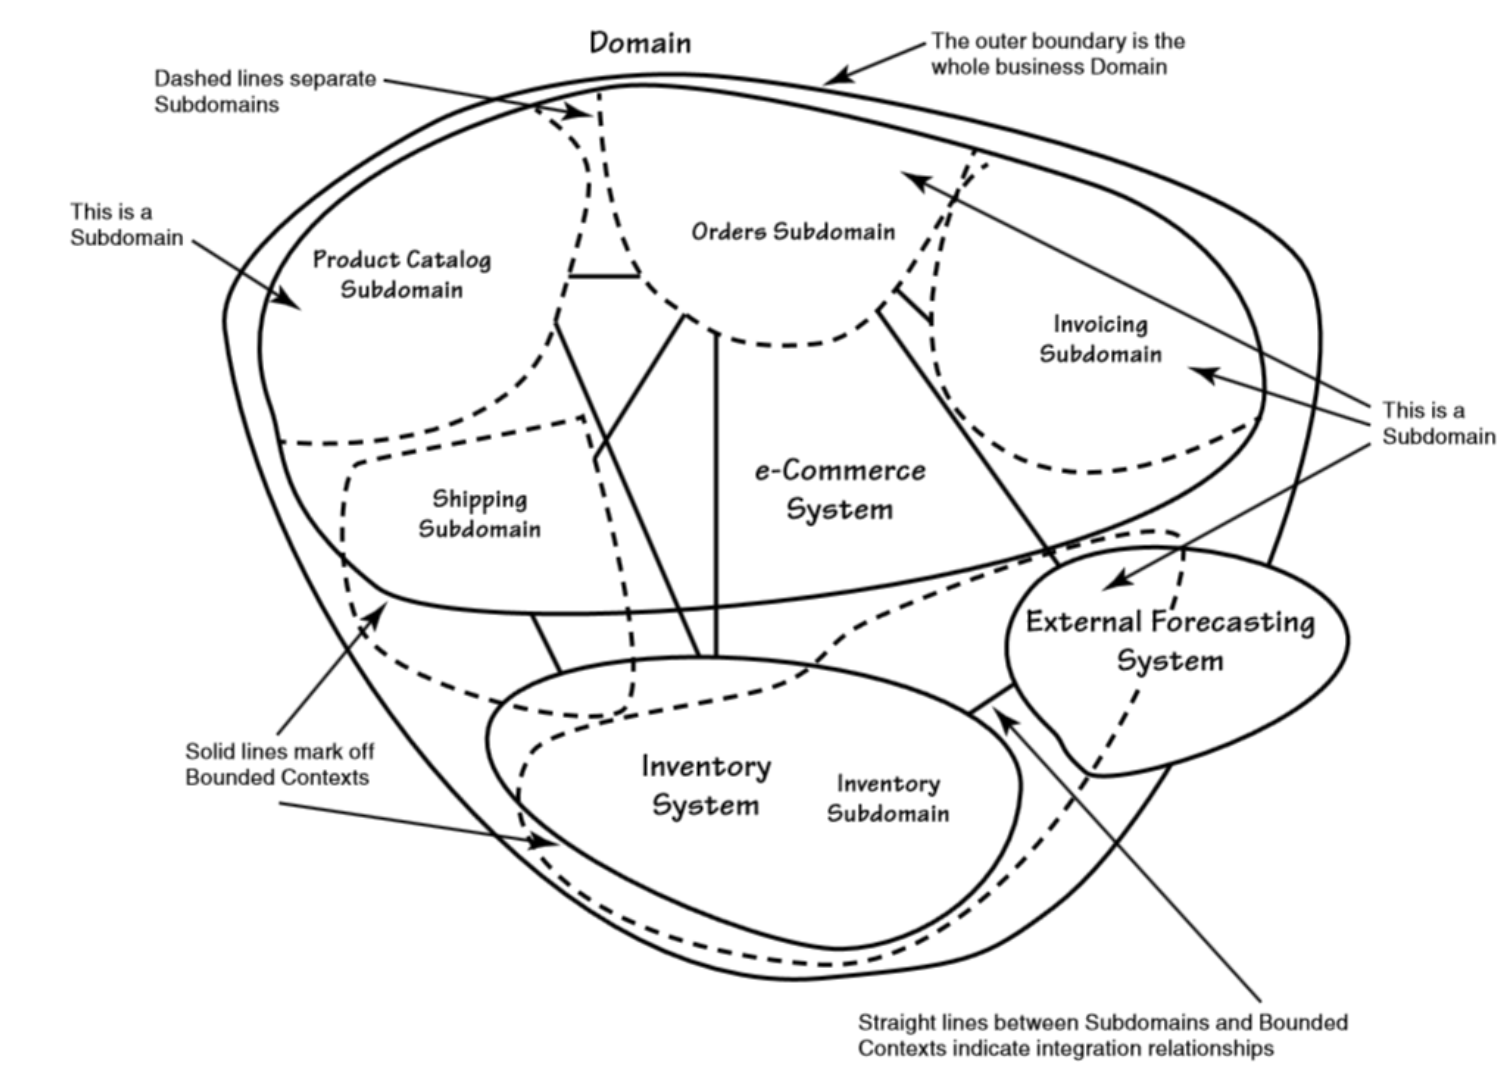 Domain
The outer boundary is the
whole business Domain
Dashed lines separate
Subdomains
This is a
Subdomain
Orders Subdomain
Product Catalog
Subdomain
Invoicing
Subdomain
This is a
Subdomain
e-Commerce
System
Shipping
Subdomain
External Forecasting
System
Solid lines mark off
Bounded Contexts
Inventory
System
Inventory
Subdomain
Straight lines between Subdomains and Bounded
Contexts indicate integration relationships